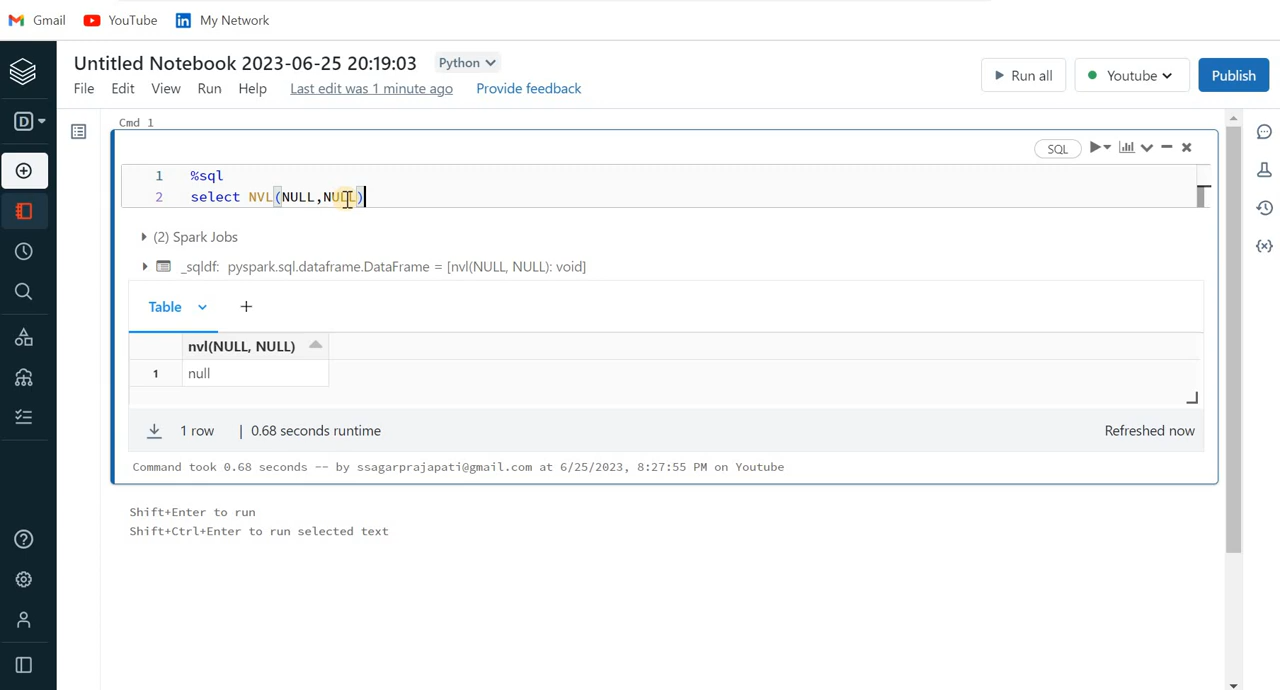 Gmail YouTube My Network
Untitled Notebook 2023-06-25 20:19:03 Python
File Edit View Run Help Last edit was 1 minute ago Provide feedback
Run all Youtube Publish
D
Cmd 1
SQL
1 %sql
2 select NVL(NULL,NULL)
(2) Spark Jobs
_sqldf: pyspark.sql.dataframe.DataFrame = [nvl(NULL, NULL): void]
Table +
nvl(NULL, NULL)
1 null
1 row | 0.68 seconds runtime Refreshed now
Command took 0.68 seconds -- by ssagarprajapati@gmail.com at 6/25/2023, 8:27:55 PM on Youtube
Shift+Enter to run
Shift+Ctrl+Enter to run selected text